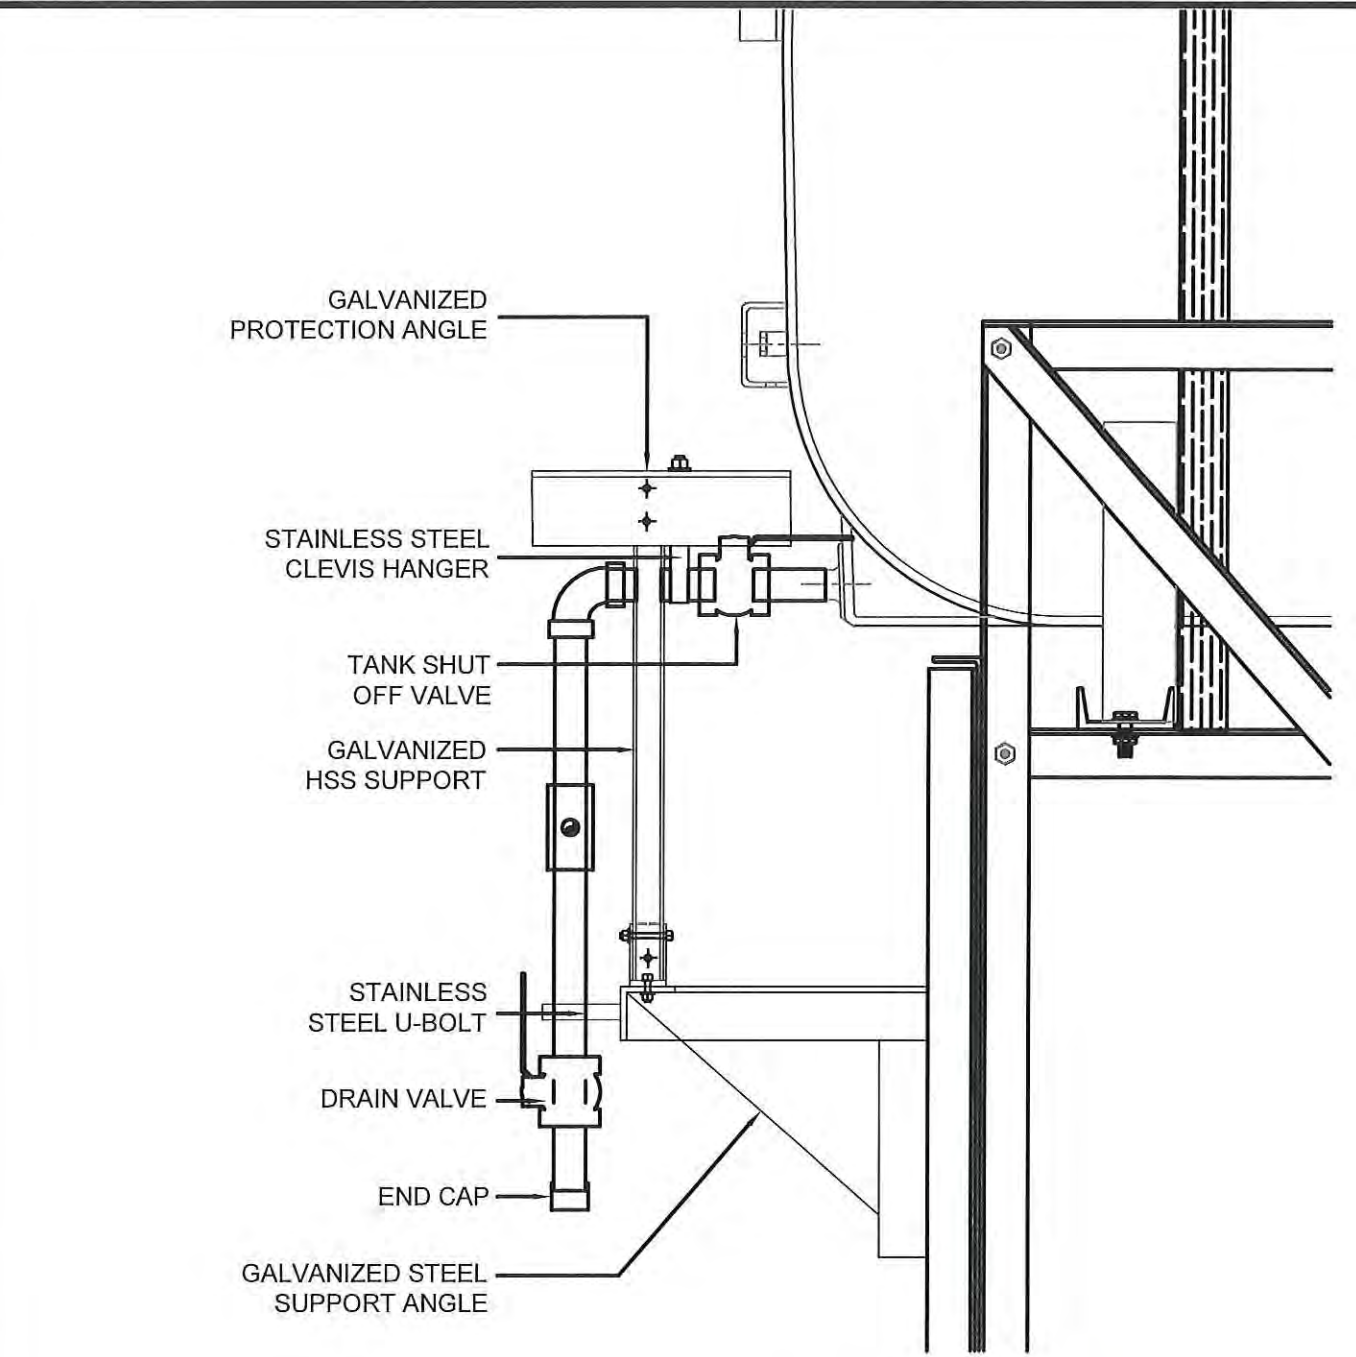 GALVANIZED
PROTECTION ANGLE
STAINLESS STEEL
CLEVIS HANGER
TANK SHUT
OFF VALVE
GALVANIZED
HSS SUPPORT
STAINLESS
STEEL U-BOLT
DRAIN VALVE
END CAP
GALVANIZED STEEL
SUPPORT ANGLE